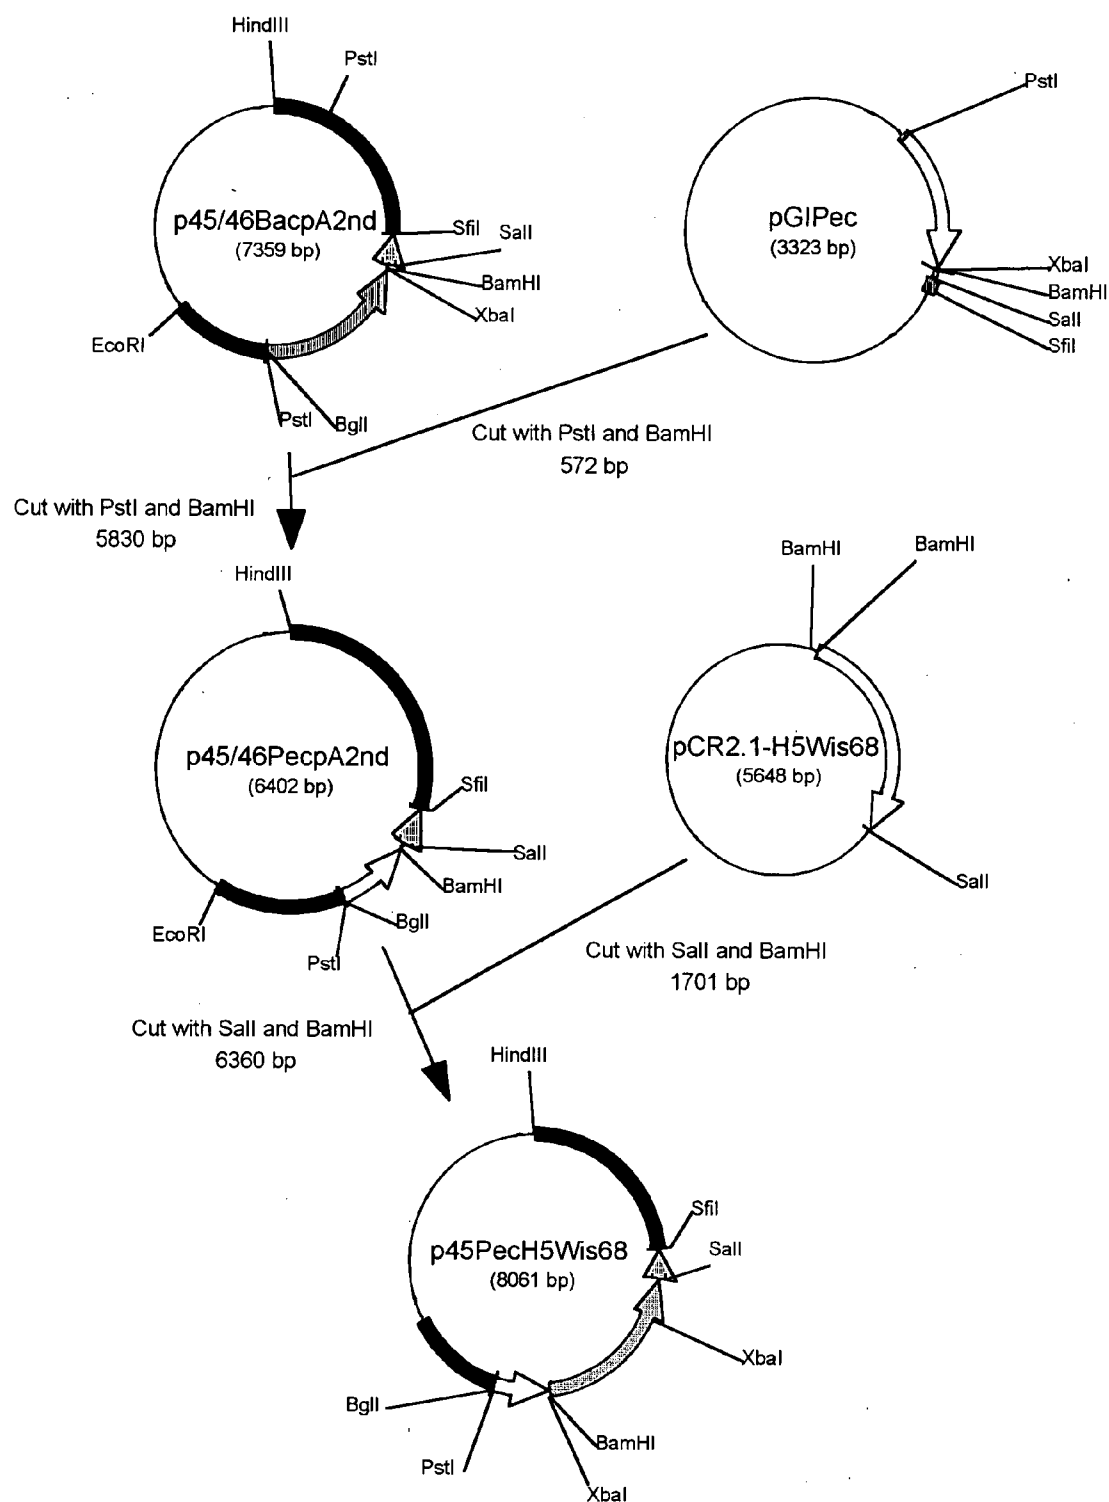 HindIII
PstI
p45/46BacpA2nd
(7359 bp)
SfiI
SalI
BamHI
XbaI
EcoRI
PstI
BglI
PstI
pGIPec
(3323 bp)
XbaI
BamHI
SalI
SfiI
Cut with PstI and BamHI
572 bp
Cut with PstI and BamHI
5830 bp
HindIII
p45/46PecpA2nd
(6402 bp)
SfiI
SalI
BamHI
BglI
EcoRI
PstI
BamHI
BamHI
pCR2.1-H5Wis68
(5648 bp)
SalI
Cut with SalI and BamHI
1701 bp
Cut with SalI and BamHI
6360 bp
HindIII
p45PecH5Wis68
(8061 bp)
SfiI
SalI
XbaI
BglI
PstI
BamHI
XbaI